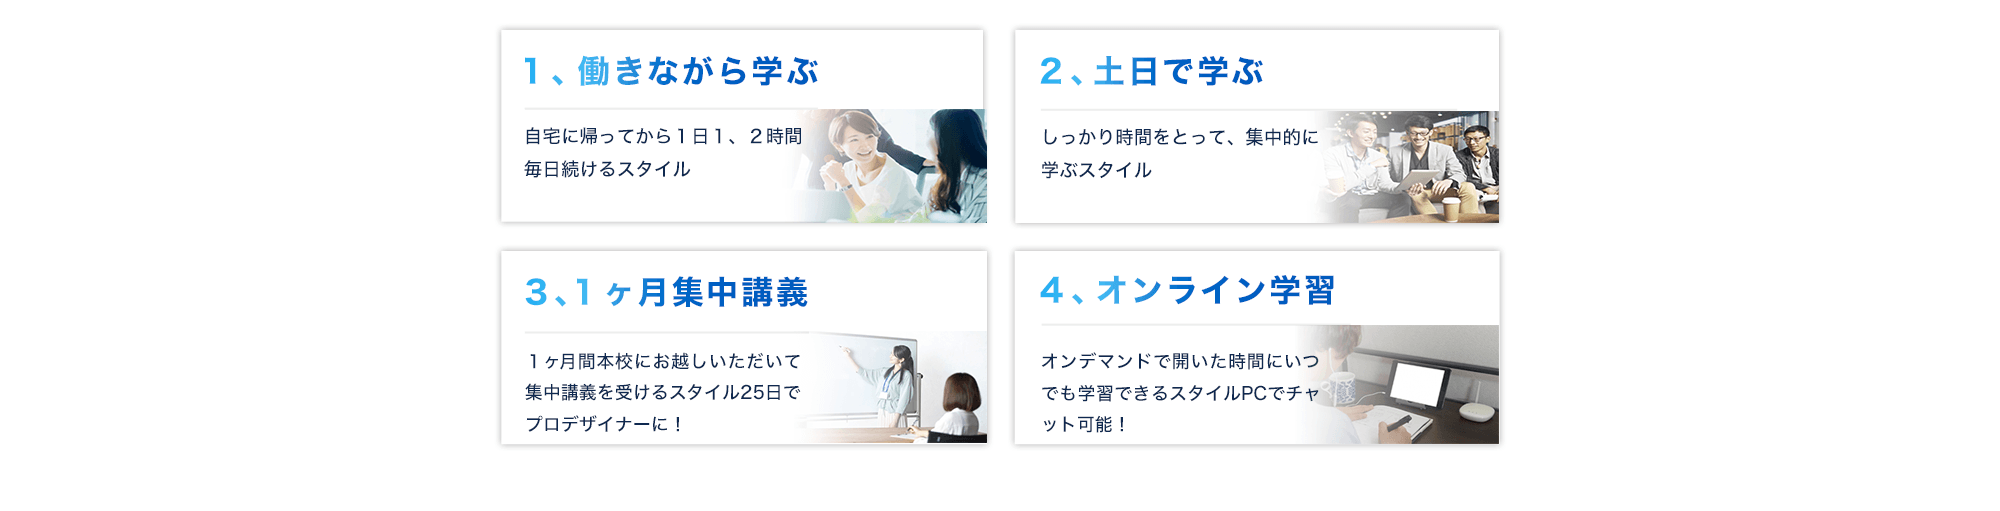 1、働きながら学ぶ
自宅に帰ってから１日１、２時間
毎日続けるスタイル
2、土日で学ぶ
しっかり時間をとって、集中的に
学ぶスタイル
3、1ヶ月集中講義
１ヶ月間本校にお越しいただいて
集中講義を受けるスタイル25日で
プロデザイナーに！
4、オンライン学習
オンデマンドで開いた時間にいつ
でも学習できるスタイルPCでチャ
ット可能！